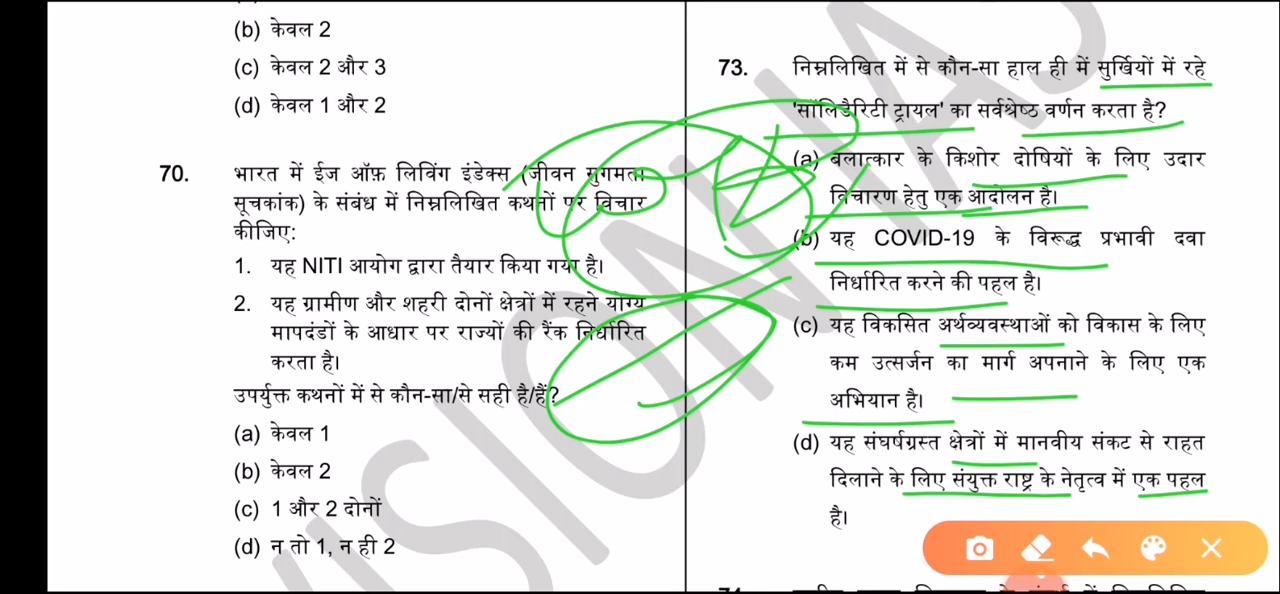 (b) केवल 2
(c) केवल 2 और 3
(d) केवल 1 और 2
70. भारत में ईज ऑफ़ लिविंग इंडेक्स (जीवन सुगमता
सूचकांक) के संबंध में निम्नलिखित कथनों पर विचार
कीजिए:
1. यह NITI आयोग द्वारा तैयार किया गया है।
2. यह ग्रामीण और शहरी दोनों क्षेत्रों में रहने योग्य
मापदंडों के आधार पर राज्यों की रैंक निर्धारित
करता है।
उपर्युक्त कथनों में से कौन-सा/से सही है/हैं?
(a) केवल 1
(b) केवल 2
(c) 1 और 2 दोनों
(d) न तो 1, न ही 2
73. निम्नलिखित में से कौन-सा हाल ही में सुर्खियों में रहे
'सॉलिडैरिटी ट्रायल' का सर्वश्रेष्ठ वर्णन करता है?
(a) बलात्कार के किशोर दोषियों के लिए उदार
विचारण हेतु एक आंदोलन है।
(b) यह COVID-19 के विरूद्ध प्रभावी दवा
निर्धारित करने की पहल है।
(c) यह विकसित अर्थव्यवस्थाओं को विकास के लिए
कम उत्सर्जन का मार्ग अपनाने के लिए एक
अभियान है।
(d) यह संघर्षग्रस्त क्षेत्रों में मानवीय संकट से राहत
दिलाने के लिए संयुक्त राष्ट्र के नेतृत्व में एक पहल
है।
VISION IAS